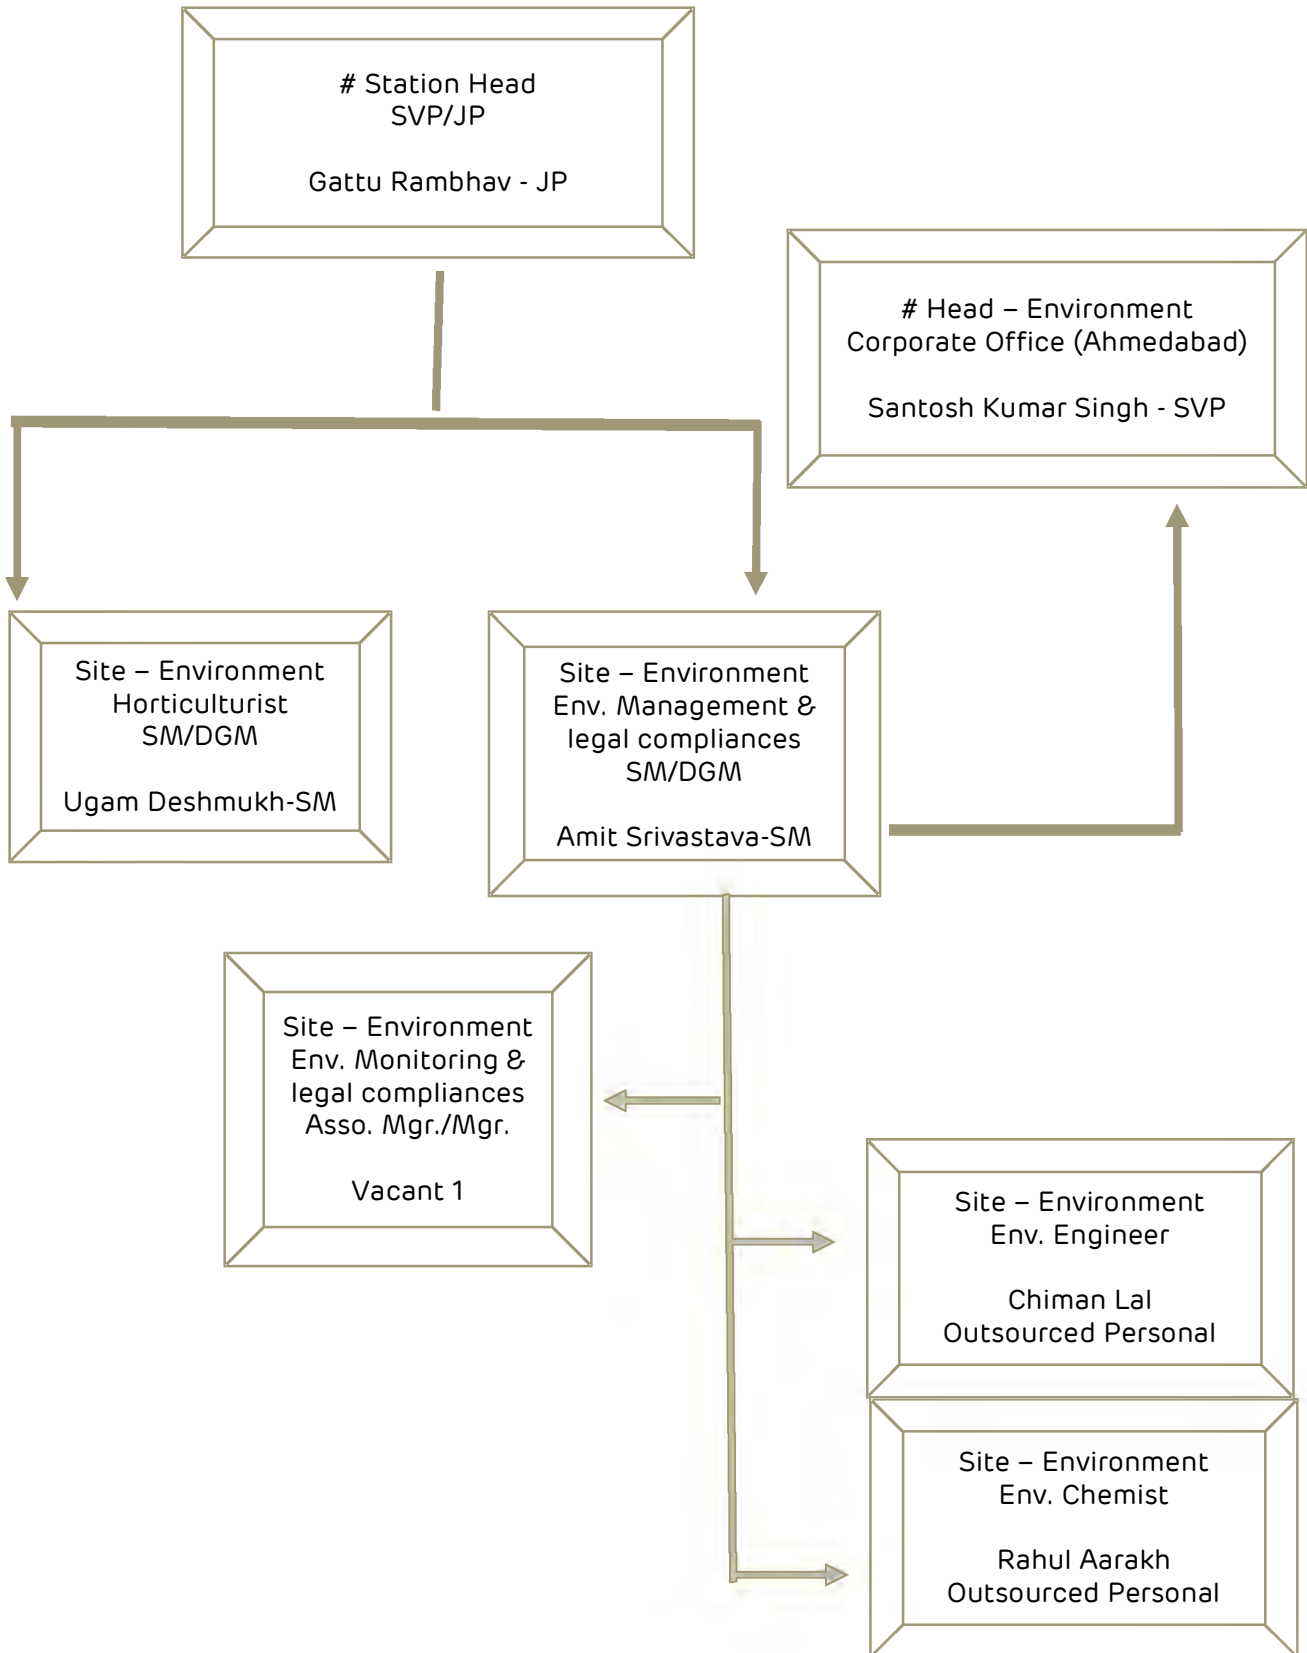 # Station Head
SVP/JP
Gattu Rambhav - JP
# Head – Environment
Corporate Office (Ahmedabad)
Santosh Kumar Singh - SVP
Site – Environment
Horticulturist
SM/DGM
Ugam Deshmukh-SM
Site – Environment
Env. Management &
legal compliances
SM/DGM
Amit Srivastava-SM
Site – Environment
Env. Monitoring &
legal compliances
Asso. Mgr./Mgr.
Vacant 1
Site – Environment
Env. Engineer
Chiman Lal
Outsourced Personal
Site – Environment
Env. Chemist
Rahul Aarakh
Outsourced Personal